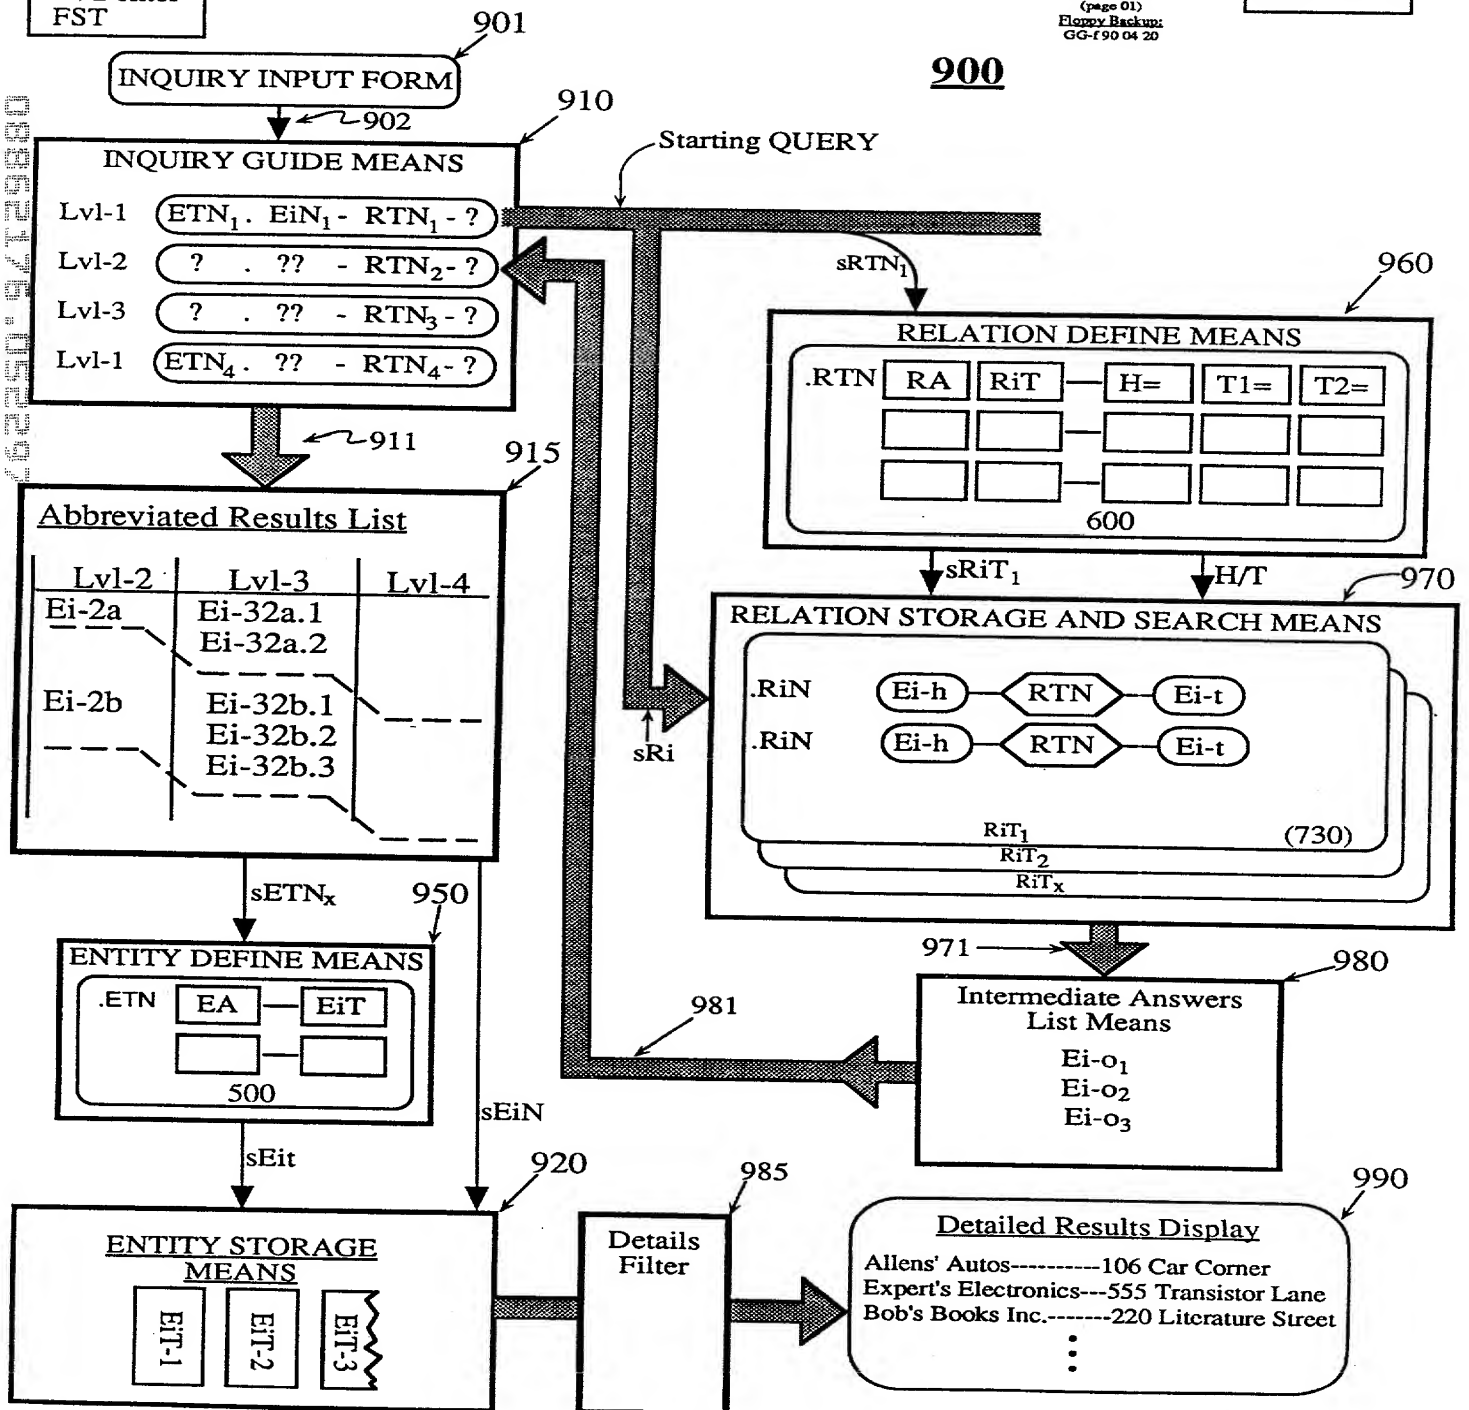 FST
(page 01)
Floppy Backup:
GG-f 90 04 20
901
900
INQUIRY INPUT FORM
902
910
Starting QUERY
INQUIRY GUIDE MEANS
Lvl-1 ETN1 . EiN1 - RTN1 - ?
Lvl-2 ? . ?? - RTN2 - ?
Lvl-3 ? . ?? - RTN3 - ?
Lvl-1 ETN4 . ?? - RTN4 - ?
sRTN1
960
RELATION DEFINE MEANS
.RTN RA RiT H= T1= T2=
600
911
915
Abbreviated Results List
Lvl-2 Lvl-3 Lvl-4
Ei-2a Ei-32a.1
Ei-32a.2
Ei-2b Ei-32b.1
Ei-32b.2
Ei-32b.3
sRiT1
H/T
970
RELATION STORAGE AND SEARCH MEANS
.RiN Ei-h RTN Ei-t
.RiN Ei-h RTN Ei-t
sRi
RiT1 (730)
RiT2
RiTx
sETNx
950
ENTITY DEFINE MEANS
.ETN EA EiT
500
971
980
Intermediate Answers
List Means
Ei-o1
Ei-o2
Ei-o3
981
sEiN
sEit
920
ENTITY STORAGE
MEANS
EiT-1
EiT-2
EiT-3
985
Details
Filter
990
Detailed Results Display
Allens' Autos----------106 Car Corner
Expert's Electronics---555 Transistor Lane
Bob's Books Inc.-------220 Literature Street